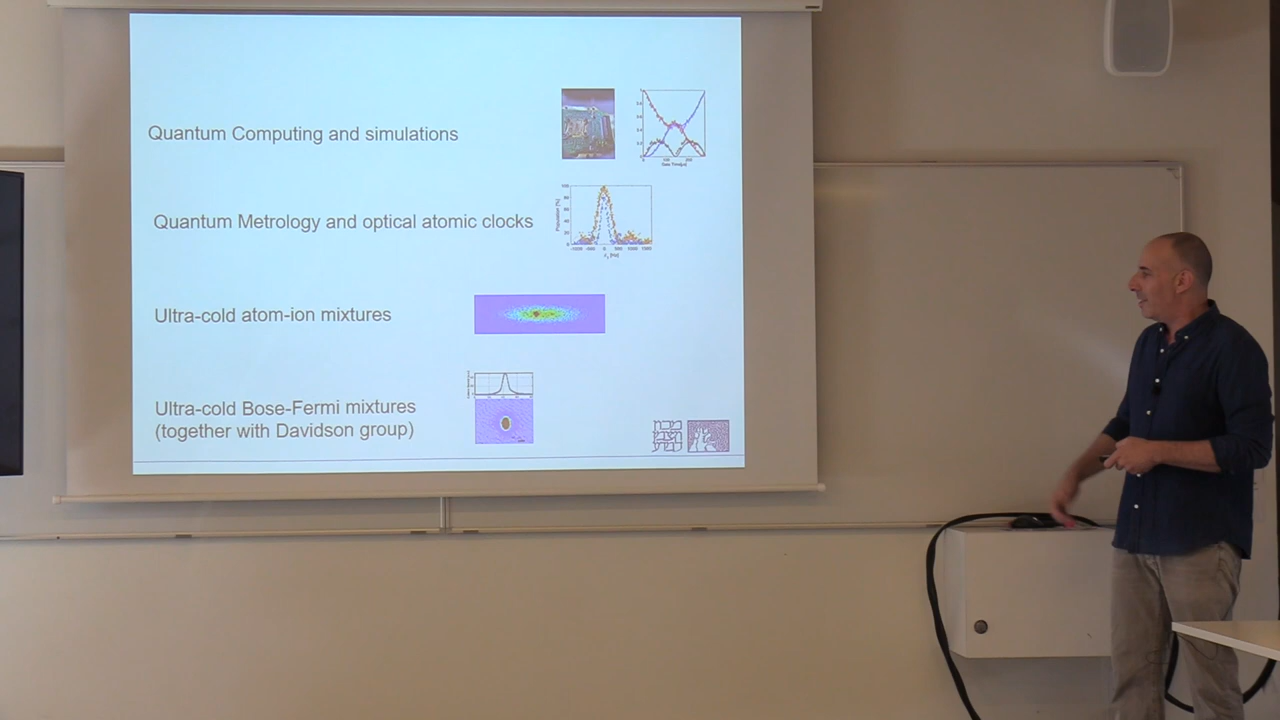 Quantum Computing and simulations
Quantum Metrology and optical atomic clocks
Ultra-cold atom-ion mixtures
Ultra-cold Bose-Fermi mixtures
(together with Davidson group)